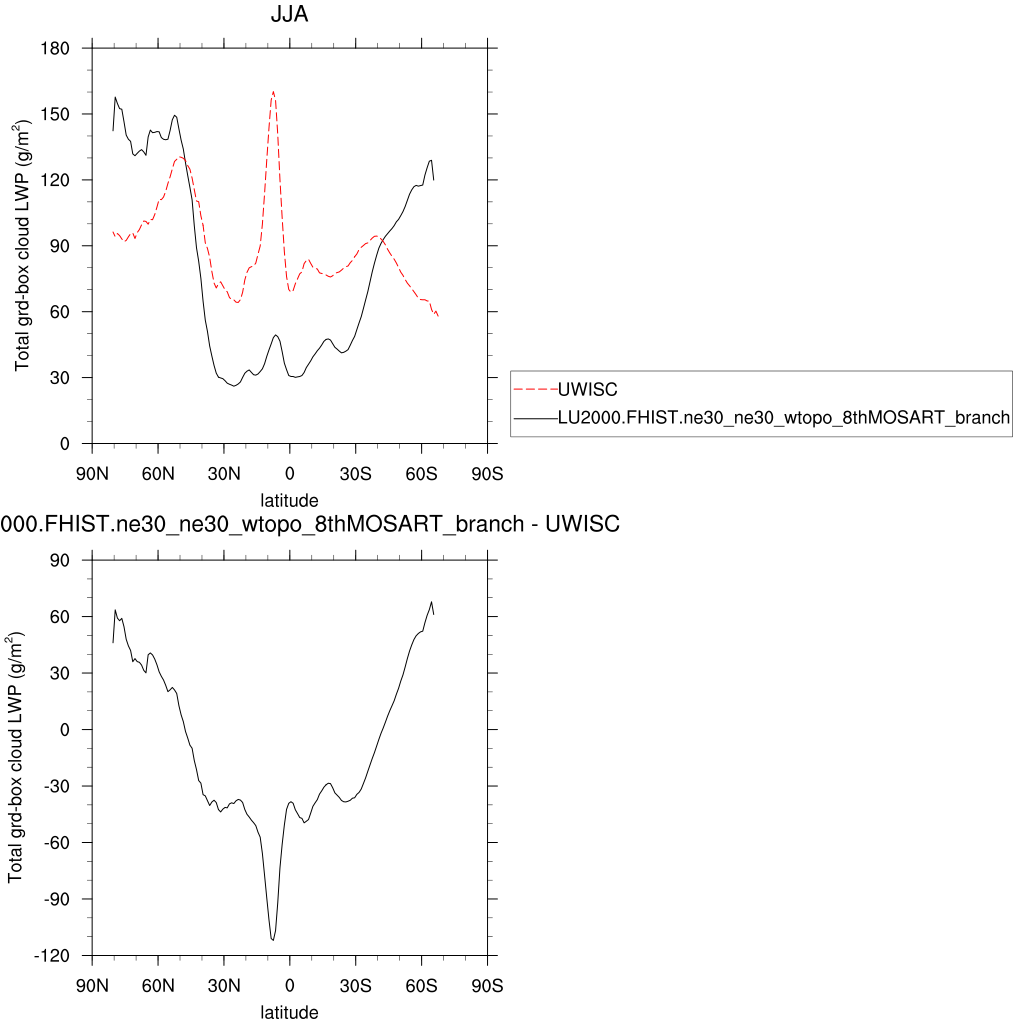 JJA
Total grd-box cloud LWP (g/m²)
180
150
120
90
60
30
0
90N 60N 30N 0 30S 60S 90S
latitude
UWISC
LU2000.FHIST.ne30_ne30_wtopo_8thMOSART_branch
000.FHIST.ne30_ne30_wtopo_8thMOSART_branch - UWISC
Total grd-box cloud LWP (g/m²)
90
60
30
0
-30
-60
-90
-120
90N 60N 30N 0 30S 60S 90S
latitude